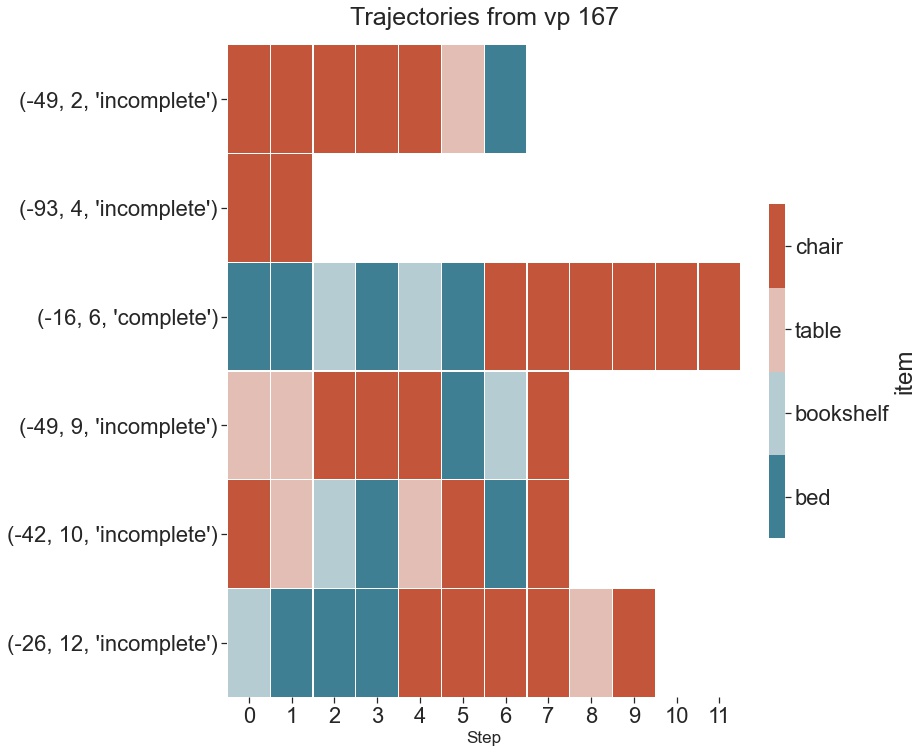 Trajectories from vp 167
(-49, 2, 'incomplete')
(-93, 4, 'incomplete')
(-16, 6, 'complete')
(-49, 9, 'incomplete')
(-42, 10, 'incomplete')
(-26, 12, 'incomplete')
0 1 2 3 4 5 6 7 8 9 10 11
Step
chair
table
bookshelf
bed
item